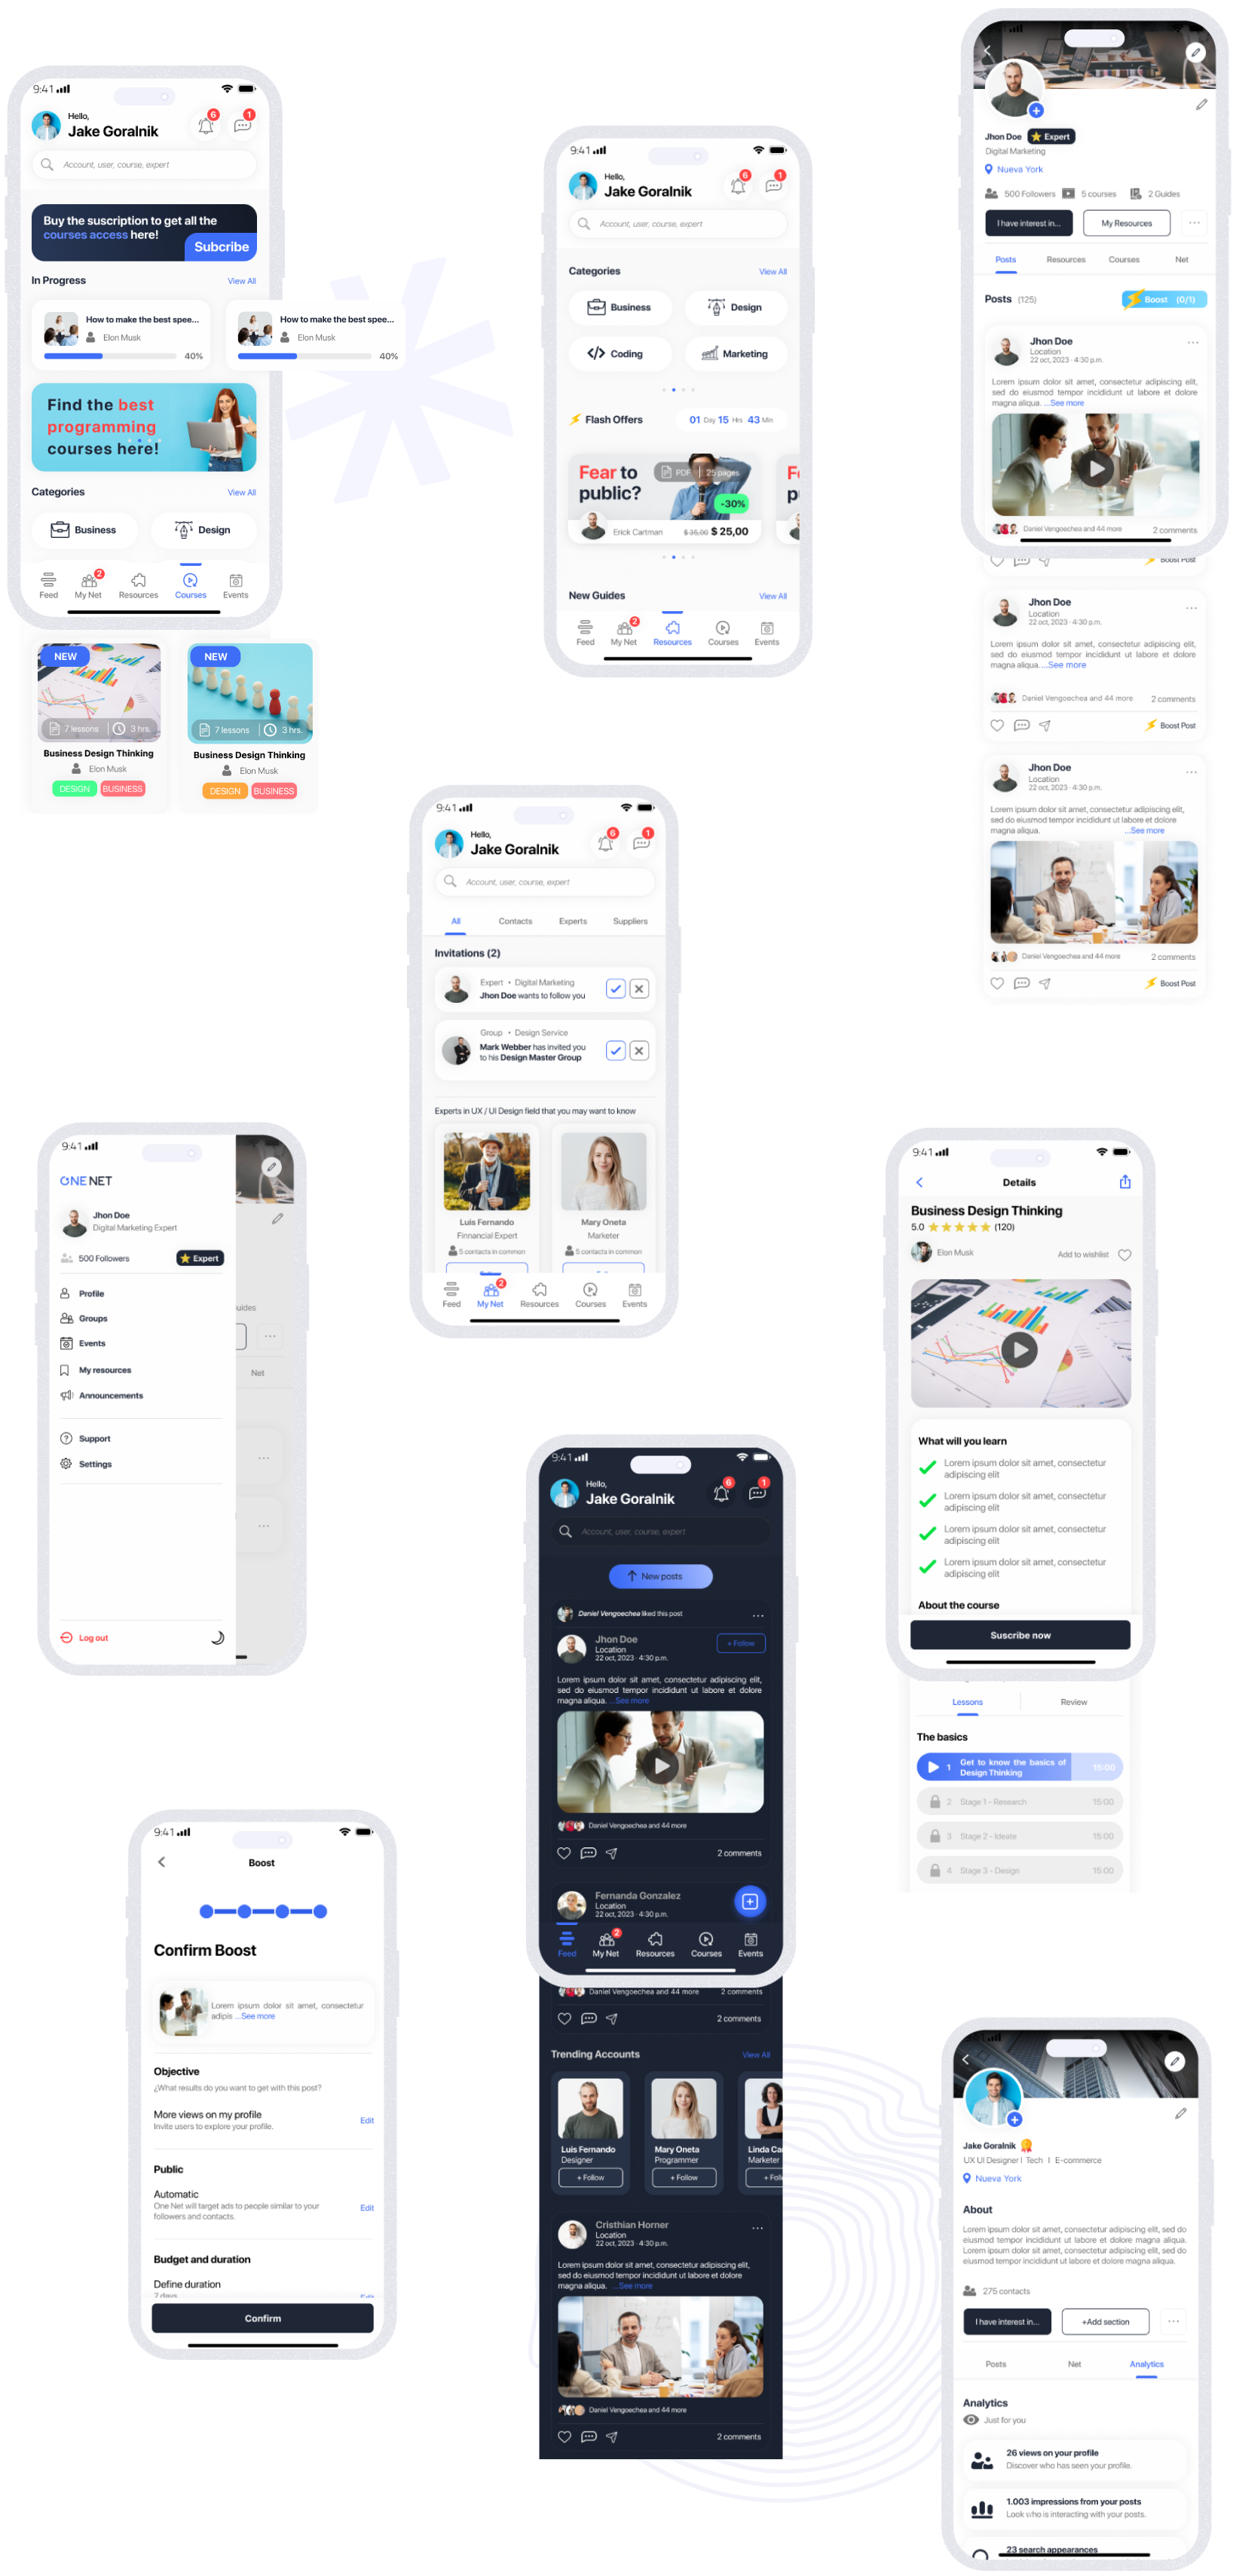 9:41
Hello,
Jake Goralnik
6
1
Account, user, course, expert
Buy the suscription to get all the
courses access here!
Subcribe
In Progress
View All
How to make the best spee...
Elon Musk
40%
How to make the best spee...
Elon Musk
40%
Find the best
programming
courses here!
Categories
View All
Business
Design
Feed
2
My Net
Resources
Courses
Events
NEW
7 lessons
3 hrs.
Business Design Thinking
Elon Musk
DESIGN
BUSINESS
NEW
7 lessons
3 hrs.
Business Design Thinking
Elon Musk
DESIGN
BUSINESS
9:41
Hello,
Jake Goralnik
6
1
Account, user, course, expert
Categories
View All
Business
Design
Coding
Marketing
Flash Offers
01 Day 15 Hrs 43 Min
Fear to
public?
PDF
25 pages
-30%
Erick Cartman
$ 35,00 $ 25,00
New Guides
View All
Feed
2
My Net
Resources
Courses
Events
Jhon Doe
Expert
Digital Marketing
Nueva York
500 Followers
5 courses
2 Guides
I have interest in...
My Resources
Posts
Resources
Courses
Net
Posts (125)
Boost (0/1)
Jhon Doe
Location
22 oct, 2023 · 4:30 p.m.
Lorem ipsum dolor sit amet, consectetur adipiscing elit,
sed do eiusmod tempor incididunt ut labore et dolore
magna aliqua. ...See more
Daniel Vengoechea and 44 more
2 comments
Boost Post
Jhon Doe
Location
22 oct, 2023 · 4:30 p.m.
Lorem ipsum dolor sit amet, consectetur adipiscing elit,
sed do eiusmod tempor incididunt ut labore et dolore
magna aliqua. ...See more
Daniel Vengoechea and 44 more
2 comments
Boost Post
Jhon Doe
Location
22 oct, 2023 · 4:30 p.m.
Lorem ipsum dolor sit amet, consectetur adipiscing elit,
sed do eiusmod tempor incididunt ut labore et dolore
magna aliqua. ...See more
Daniel Vengoechea and 44 more
2 comments
Boost Post
9:41
Hello,
Jake Goralnik
6
1
Account, user, course, expert
All
Contacts
Experts
Suppliers
Invitations (2)
Expert • Digital Marketing
Jhon Doe wants to follow you
Group • Design Service
Mark Webber has invited you
to his Design Master Group
Experts in UX / UI Design field that you may want to know
Luis Fernando
Finnancial Expert
5 contacts in common
Mary Oneta
Marketer
5 contacts in common
Feed
2
My Net
Resources
Courses
Events
9:41
ONE NET
Jhon Doe
Digital Marketing Expert
500 Followers
Expert
Profile
Groups
Events
My resources
Announcements
Support
Settings
Log out
uides
Net
9:41
Details
Business Design Thinking
5.0
(120)
Elon Musk
Add to wishlist
What will you learn
Lorem ipsum dolor sit amet, consectetur
adipiscing elit
Lorem ipsum dolor sit amet, consectetur
adipiscing elit
Lorem ipsum dolor sit amet, consectetur
adipiscing elit
Lorem ipsum dolor sit amet, consectetur
adipiscing elit
About the course
Suscribe now
Lessons
Review
The basics
1 Get to know the basics of
Design Thinking
15:00
2 Stage 1 - Research 15:00
3 Stage 2 - Ideate 15:00
4 Stage 3 - Design 15:00
9:41
Hello,
Jake Goralnik
6
1
Account, user, course, expert
New posts
Daniel Vengoechea liked this post
Jhon Doe
Location
22 oct, 2023 · 4:30 p.m.
+ Follow
Lorem ipsum dolor sit amet, consectetur adipiscing elit,
sed do eiusmod tempor incididunt ut labore et dolore
magna aliqua. ...See more
Daniel Vengoechea and 44 more
2 comments
Fernanda Gonzalez
Location
22 oct, 2023 · 4:30 p.m.
Feed
2
My Net
Resources
Courses
Events
Daniel Vengoechea and 44 more
2 comments
2 comments
Trending Accounts
View All
Luis Fernando
Designer
+ Follow
Mary Oneta
Programmer
+ Follow
Linda Ca
Marketer
+ Foll
Cristhian Horner
Location
22 oct, 2023 · 4:30 p.m.
Lorem ipsum dolor sit amet, consectetur adipiscing elit,
sed do eiusmod tempor incididunt ut labore et dolore
magna aliqua. ...See more
Daniel Vengoechea and 44 more
2 comments
9:41
Boost
Confirm Boost
Lorem ipsum dolor sit amet, consectetur
adipis ...See more
Objective
¿What results do you want to get with this post?
More views on my profile
Invite users to explore your profile.
Edit
Public
Automatic
One Net will target ads to people similar to your
followers and contacts.
Edit
Budget and duration
Define duration
7 days
Edit
Confirm
Jake Goralnik
UX UI Designer I Tech I E-commerce
Nueva York
About
Lorem ipsum dolor sit amet, consectetur adipiscing elit, sed do
eiusmod tempor incididunt ut labore et dolore magna aliqua.
Lorem ipsum dolor sit amet, consectetur adipiscing elit, sed do
eiusmod tempor incididunt ut labore et dolore magna aliqua.
275 contacts
I have interest in...
+Add section
Posts
Net
Analytics
Analytics
Just for you
26 views on your profile
Discover who has seen your profile.
1.003 impressions from your posts
Look who is interacting with your posts.
23 search appearances